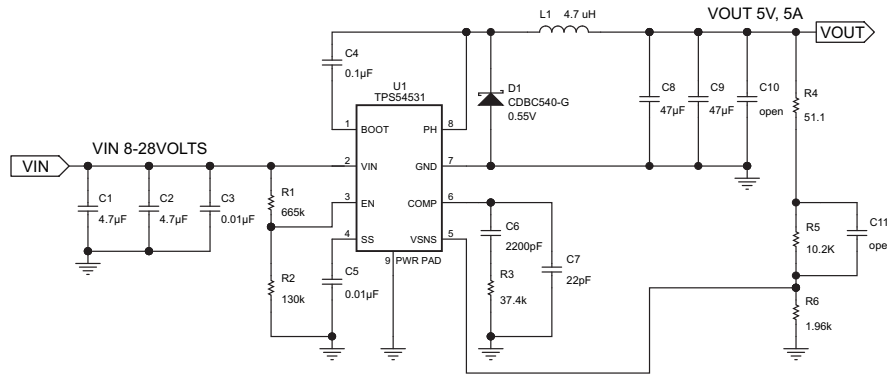 L1 4.7 uH
VOUT 5V, 5A
VOUT
C4
0.1µF
U1
TPS54531
D1
CDBC540-G
0.55V
C8
47µF
C9
47µF
C10
open
R4
51.1
1 BOOT
PH 8
VIN 8-28VOLTS
VIN
2 VIN
GND 7
C1
4.7µF
C2
4.7µF
C3
0.01µF
R1
665k
3 EN
COMP 6
4 SS
VSNS 5
9 PWR PAD
C6
2200pF
R3
37.4k
C7
22pF
R5
10.2K
C11
ope
R2
130k
C5
0.01µF
R6
1.96k